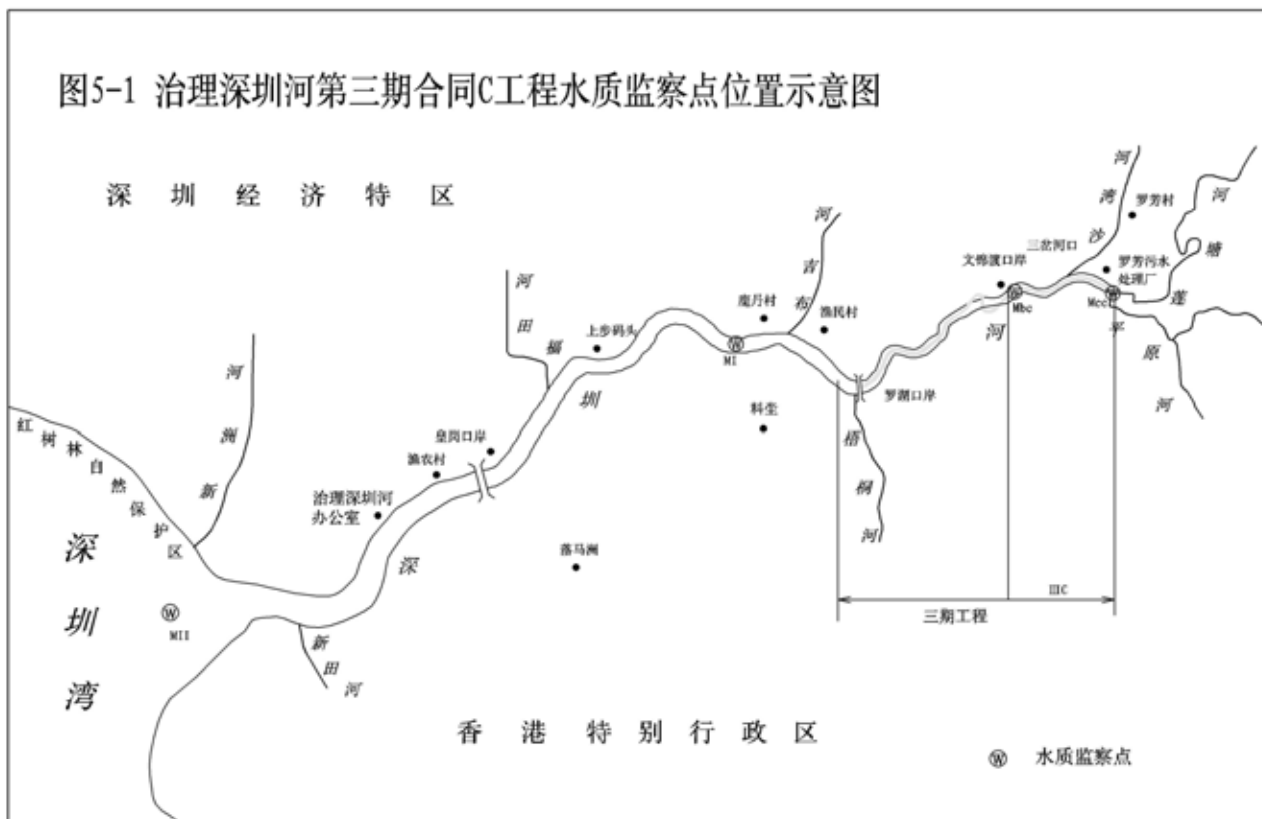 图5-1 治理深圳河第三期合同C工程水质监察点位置示意图
深圳经济特区
河湾沙
罗芳村
河塘莲
三岔河口
文锦渡口岸
罗芳污水
处理厂
Mbc
Mcc
河吉布
鹿丹村
渔民村
MI
河田福
上步码头
河
平原河
罗湖口岸
圳
料壆
梧桐河
河洲新
皇岗口岸
渔农村
治理深圳河
办公室
红树林自然保护区
深
落马洲
深圳湾
MII
新田河
IIIC
三期工程
香港特别行政区
W 水质监察点